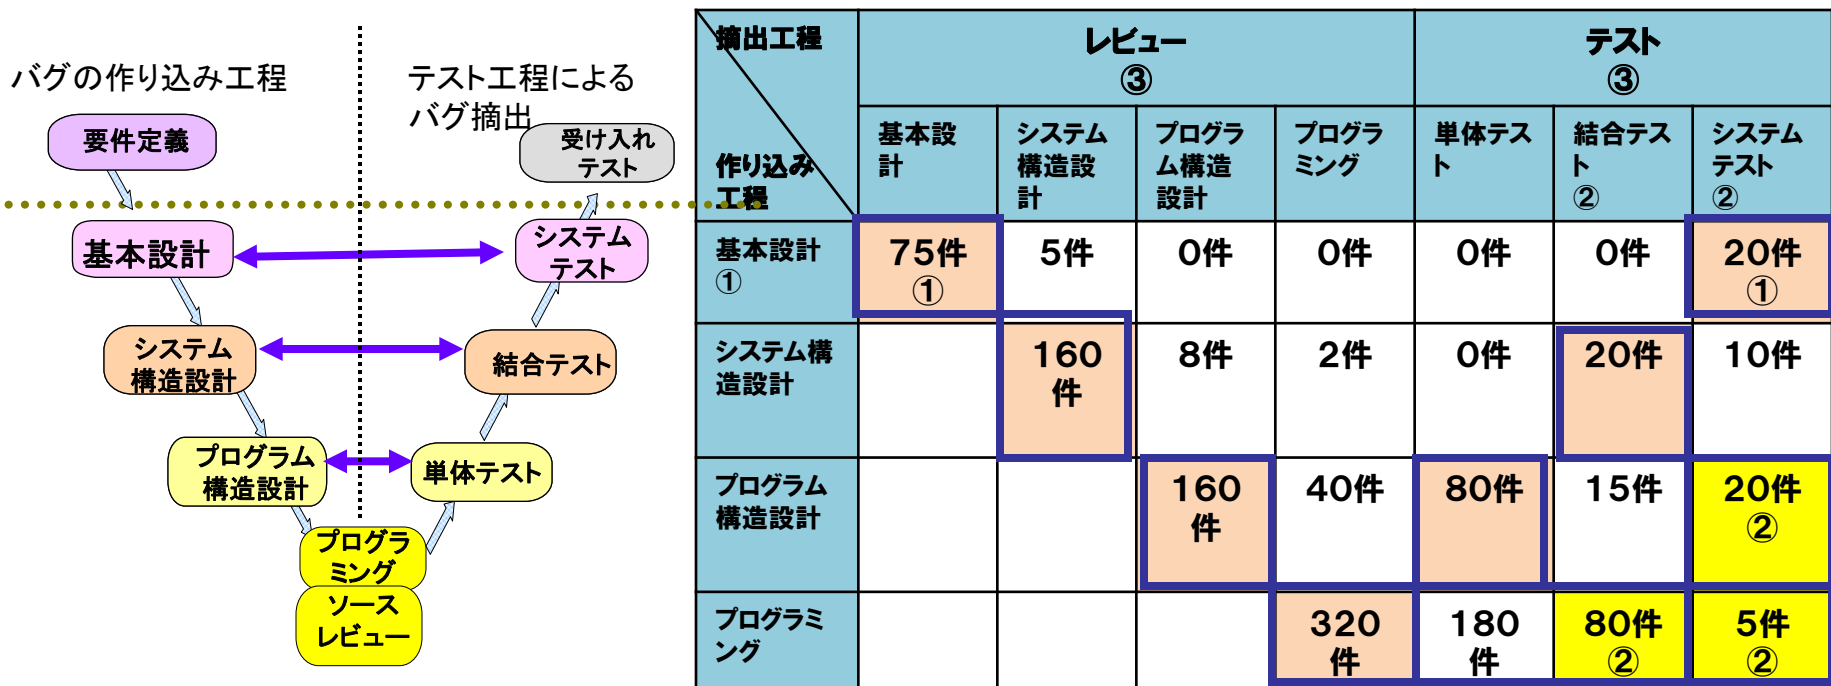 バグの作り込み工程
テスト工程による
バグ摘出
要件定義
受け入れ
テスト
基本設計
システム
テスト
システム
構造設計
結合テスト
プログラム
構造設計
単体テスト
プログラ
ミング
ソース
レビュー
摘出工程
作り込み
工程
レビュー
③
テスト
③
基本設
計
システム
構造設
計
プログラ
ム構造
設計
プログラ
ミング
単体テス
ト
結合テス
ト
②
システム
テスト
②
基本設計
①
75件
①
5件
0件
0件
0件
0件
20件
①
システム構
造設計
160
件
8件
2件
0件
20件
10件
プログラム
構造設計
160
件
40件
80件
15件
20件
②
プログラミ
ング
320
件
180
件
80件
②
5件
②